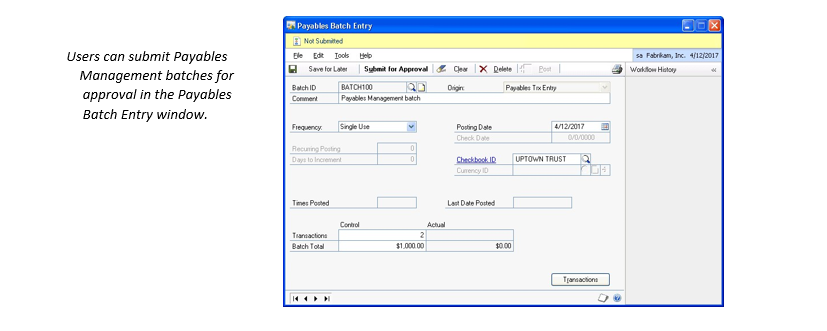 Users can submit Payables
Management batches for
approval in the Payables
Batch Entry window.
Payables Batch Entry
Not Submitted
File Edit Tools Help
sa Fabrikam, Inc. 4/12/2017
Save for Later Submit for Approval Clear Delete Post
Workflow History «
Batch ID BATCH100 Origin: Payables Trx Entry
Comment Payables Management batch
Frequency: Single Use Posting Date 4/12/2017
Check Date 0/0/0000
Recurring Posting 0
Days to Increment 0 Checkbook ID UPTOWN TRUST
Currency ID
Times Posted Last Date Posted
Control Actual
Transactions 2
Batch Total $1,000.00 $0.00
Transactions